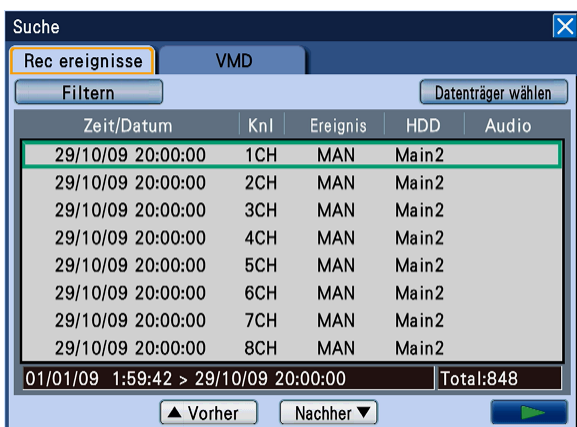 Suche
Rec ereignisse VMD
Filtern Datenträger wählen
Zeit/Datum Knl Ereignis HDD Audio
29/10/09 20:00:00 1CH MAN Main2
29/10/09 20:00:00 2CH MAN Main2
29/10/09 20:00:00 3CH MAN Main2
29/10/09 20:00:00 4CH MAN Main2
29/10/09 20:00:00 5CH MAN Main2
29/10/09 20:00:00 6CH MAN Main2
29/10/09 20:00:00 7CH MAN Main2
29/10/09 20:00:00 8CH MAN Main2
01/01/09 1:59:42 > 29/10/09 20:00:00 Total:848
▲ Vorher Nachher ▼